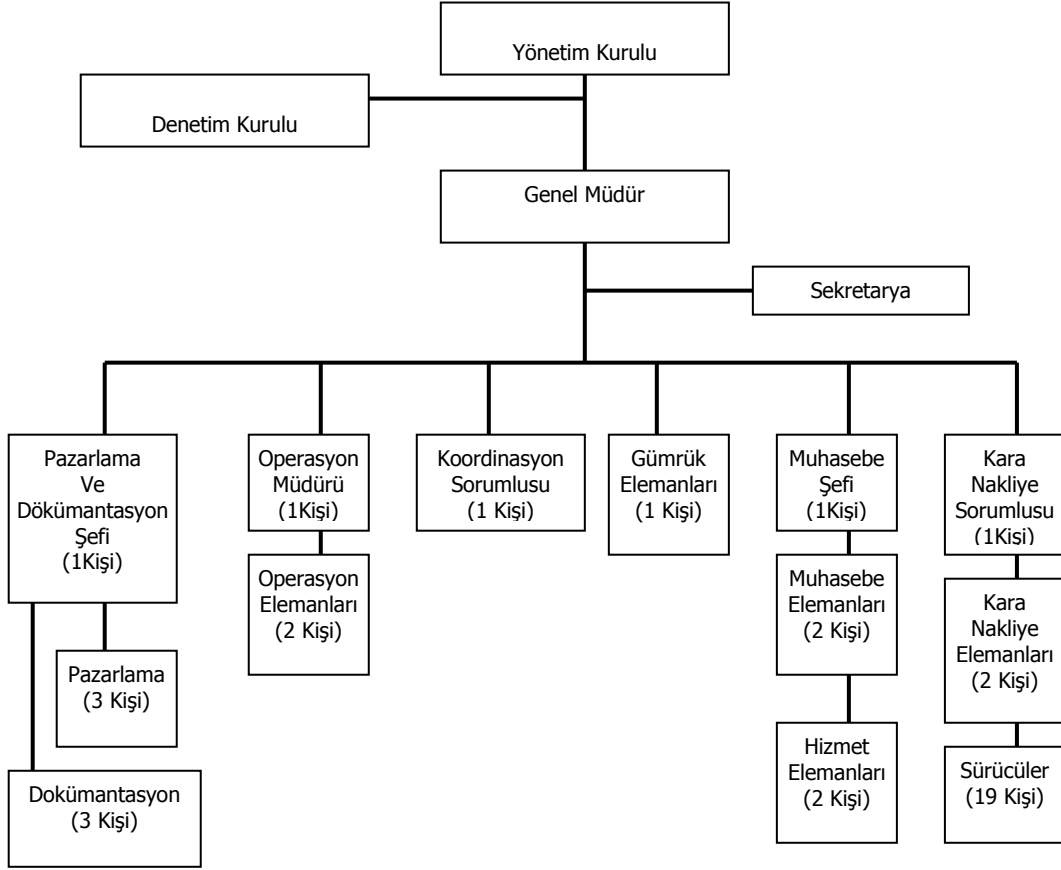 Yönetim Kurulu
Denetim Kurulu
Genel Müdür
Sekretarya
Pazarlama
Ve
Dökümantasyon
Şefi
(1Kişi)
Operasyon
Müdürü
(1Kişi)
Koordinasyon
Sorumlusu
(1 Kişi)
Gümrük
Elemanları
(1 Kişi)
Muhasebe
Şefi
(1Kişi)
Kara
Nakliye
Sorumlusu
(1Kişi)
Operasyon
Elemanları
(2 Kişi)
Muhasebe
Elemanları
(2 Kişi)
Kara
Nakliye
Elemanları
(2 Kişi)
Pazarlama
(3 Kişi)
Hizmet
Elemanları
(2 Kişi)
Sürücüler
(19 Kişi)
Dokümantasyon
(3 Kişi)